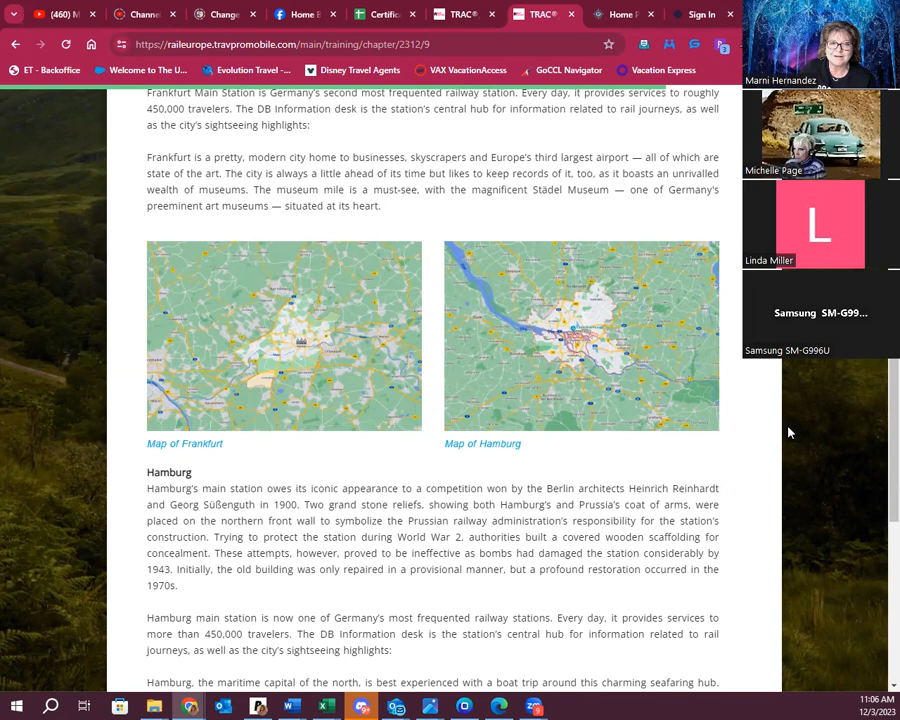 (460) M
Channel
Change
Home B
Certific
TRAC®
TRAC®
Home P
Sign In
https://raileurope.travpromobile.com/main/training/chapter/2312/9
3
ET - Backoffice
Welcome to The U...
Evolution Travel -...
Disney Travel Agents
VAX VacationAccess
GoCCL Navigator
Vacation Express
Frankfurt Main Station is Germany's second most frequented railway station. Every day, it provides services to roughly
450,000 travelers. The DB Information desk is the station's central hub for information related to rail journeys, as well
as the city's sightseeing highlights:
Frankfurt is a pretty, modern city home to businesses, skyscrapers and Europe's third largest airport — all of which are
state of the art. The city is always a little ahead of its time but likes to keep records of it, too, as it boasts an unrivalled
wealth of museums. The museum mile is a must-see, with the magnificent Städel Museum — one of Germany's
preeminent art museums — situated at its heart.
Map of Frankfurt
Map of Hamburg
Hamburg
Hamburg's main station owes its iconic appearance to a competition won by the Berlin architects Heinrich Reinhardt
and Georg Süßenguth in 1900. Two grand stone reliefs, showing both Hamburg's and Prussia's coat of arms, were
placed on the northern front wall to symbolize the Prussian railway administration's responsibility for the station's
construction. Trying to protect the station during World War 2, authorities built a covered wooden scaffolding for
concealment. These attempts, however, proved to be ineffective as bombs had damaged the station considerably by
1943. Initially, the old building was only repaired in a provisional manner, but a profound restoration occurred in the
1970s.
Hamburg main station is now one of Germany's most frequented railway stations. Every day, it provides services to
more than 450,000 travelers. The DB Information desk is the station's central hub for information related to rail
journeys, as well as the city's sightseeing highlights:
Hamburg, the maritime capital of the north, is best experienced with a boat trip around this charming seafaring hub.
Marni Hernandez
Michelle Page
L
Linda Miller
Samsung SM-G99...
Samsung SM-G996U
11:06 AM
12/3/2023